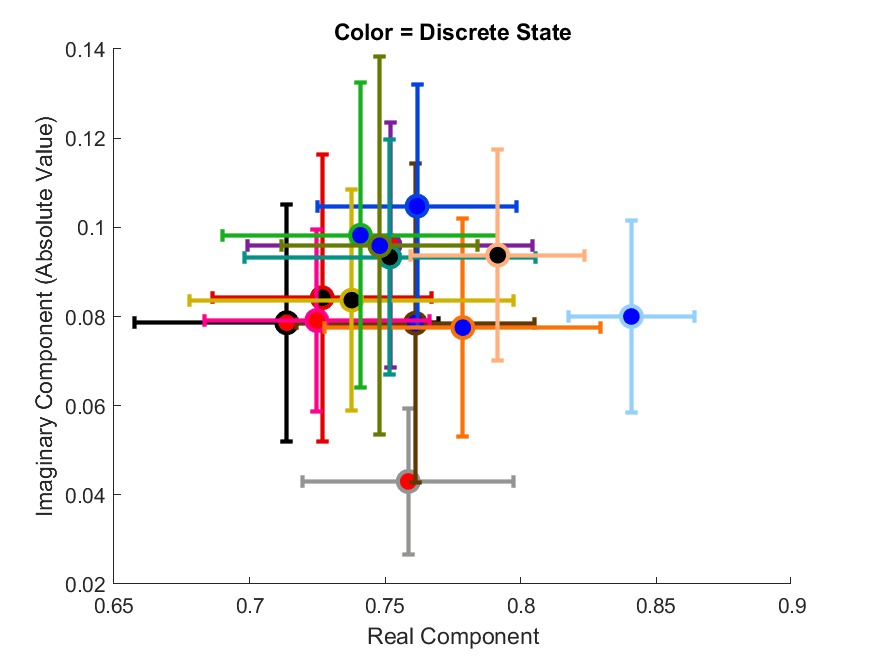 Color = Discrete State
Imaginary Component (Absolute Value)
0.14
0.12
0.1
0.08
0.06
0.04
0.02
0.65 0.7 0.75 0.8 0.85 0.9
Real Component